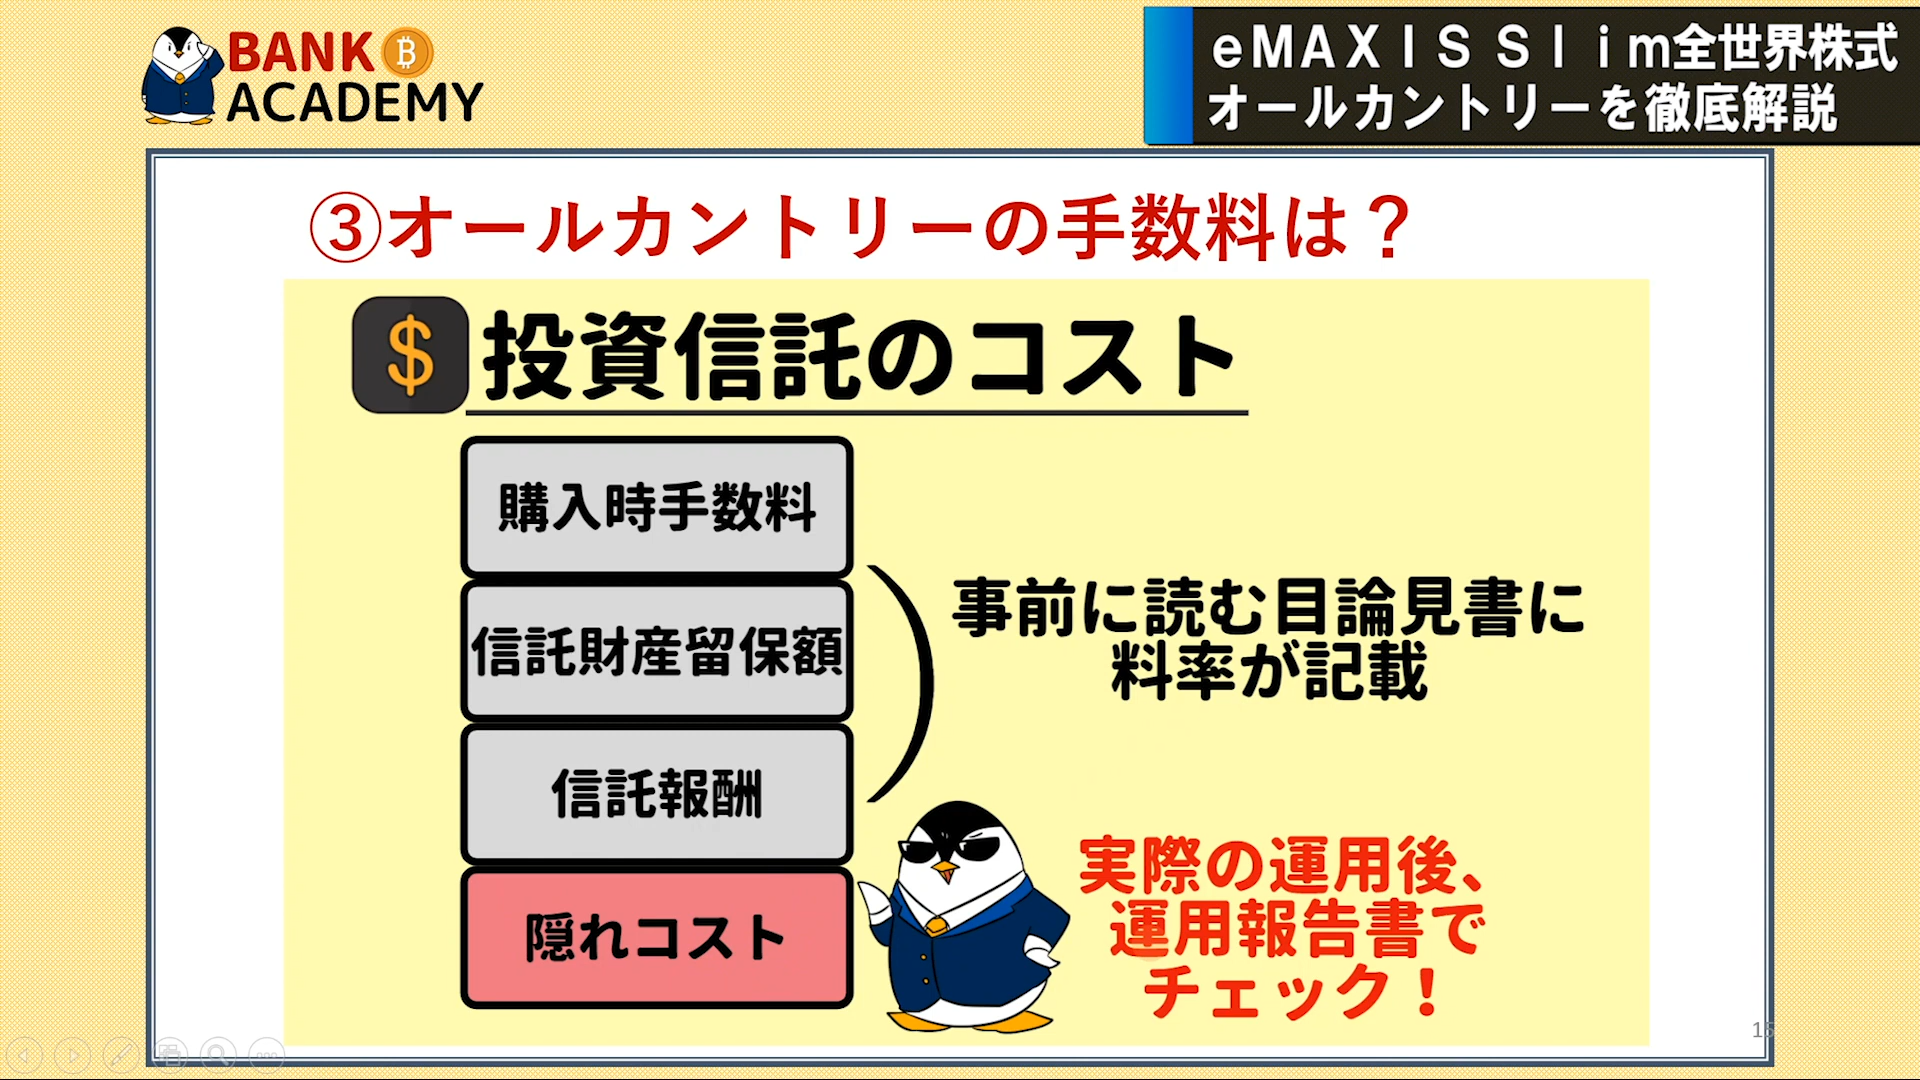 BANK
ACADEMY
eMAXIS Slim全世界株式
オールカントリーを徹底解説
③オールカントリーの手数料は？
$投資信託のコスト
購入時手数料
信託財産留保額
信託報酬
隠れコスト
事前に読む目論見書に
料率が記載
実際の運用後、
運用報告書で
チェック！
15